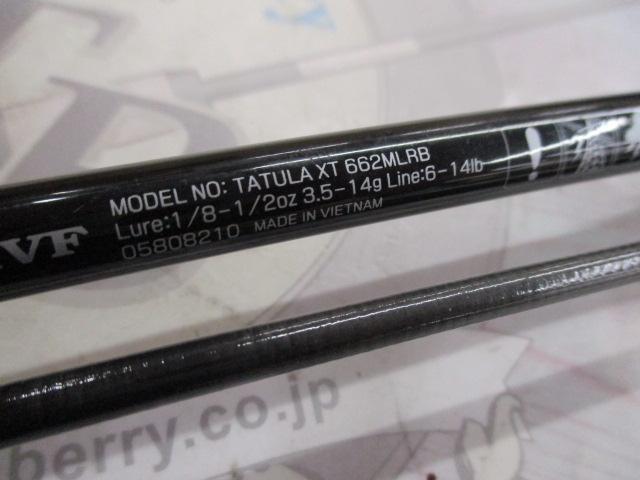 MODEL NO: TATULA XT 662MLRB
Lure:1/8-1/2oz 3.5-14g Line:6-14lb
05808210 MADE IN VIETNAM
VF
berry.co.jp